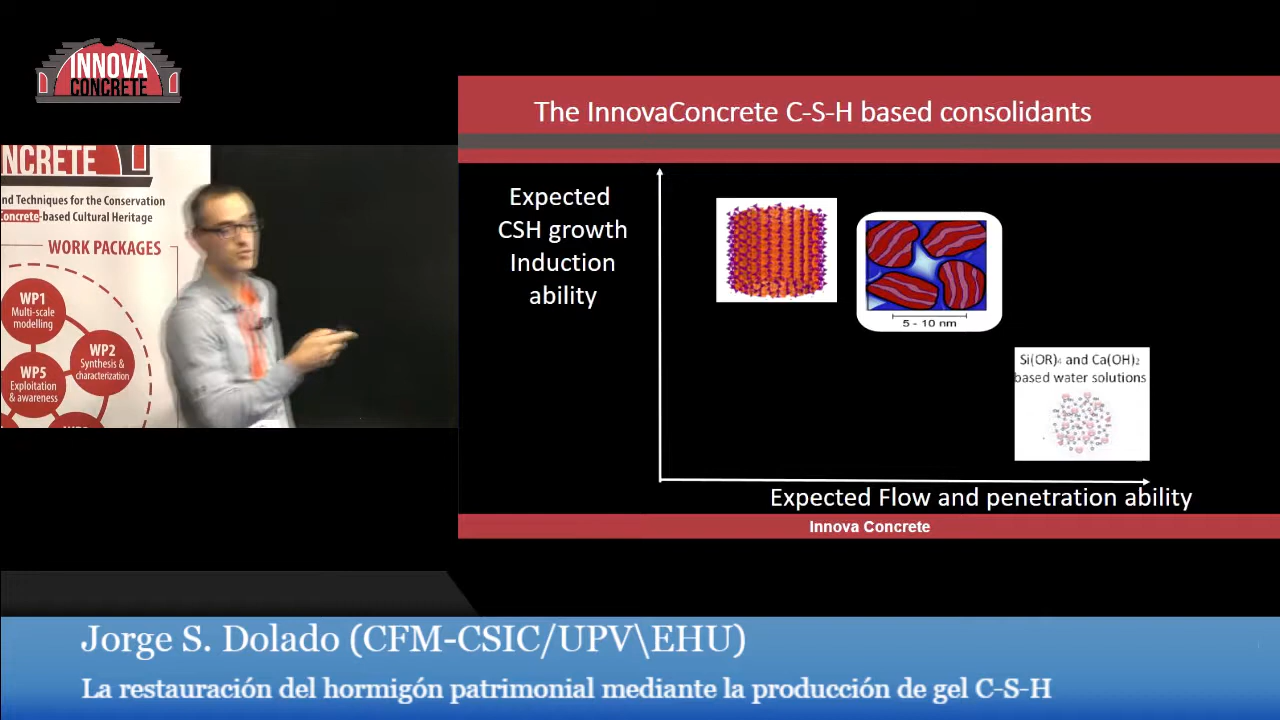 INNOVA
CONCRETE
The InnovaConcrete C-S-H based consolidants
NCRETE
nd Techniques for the Conservation
Concrete-based Cultural Heritage
WORK PACKAGES
WP1
Multi-scale
modelling
WP2
Synthesis &
characterization
WP5
Exploitation
& awareness
Expected
CSH growth
Induction
ability
5 - 10 nm
Si(OR)4 and Ca(OH)2
based water solutions
Expected Flow and penetration ability
Innova Concrete
Jorge S. Dolado (CFM-CSIC/UPV\EHU)
La restauración del hormigón patrimonial mediante la producción de gel C-S-H